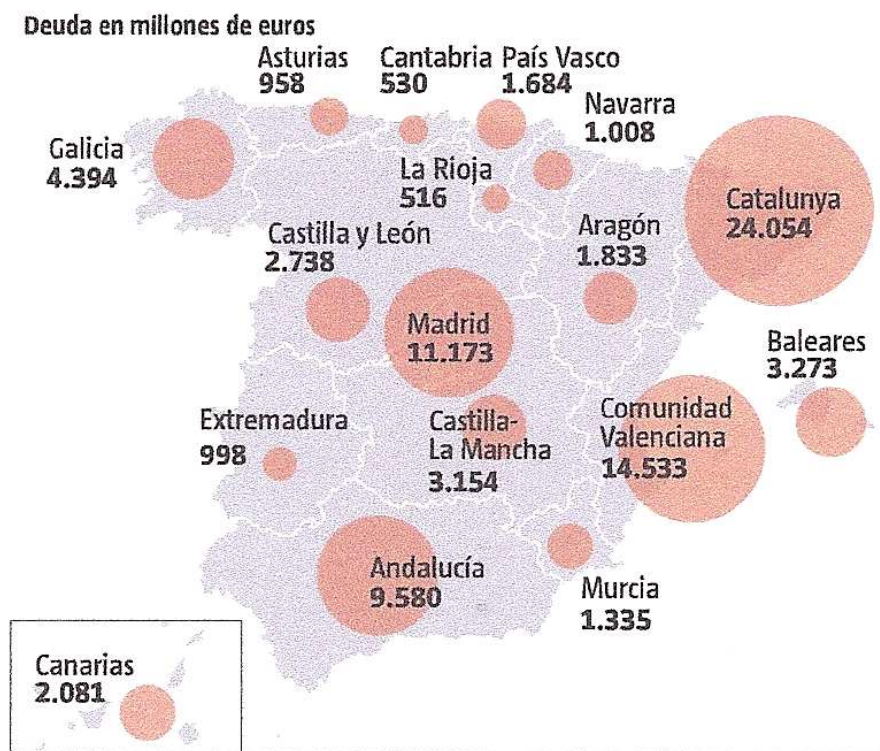 Deuda en millones de euros
Asturias
958
Cantabria
530
País Vasco
1.684
Navarra
1.008
Galicia
4.394
La Rioja
516
Catalunya
24.054
Castilla y León
2.738
Aragón
1.833
Madrid
11.173
Baleares
3.273
Extremadura
998
Castilla-
La Mancha
3.154
Comunidad
Valenciana
14.533
Andalucía
9.580
Murcia
1.335
Canarias
2.081